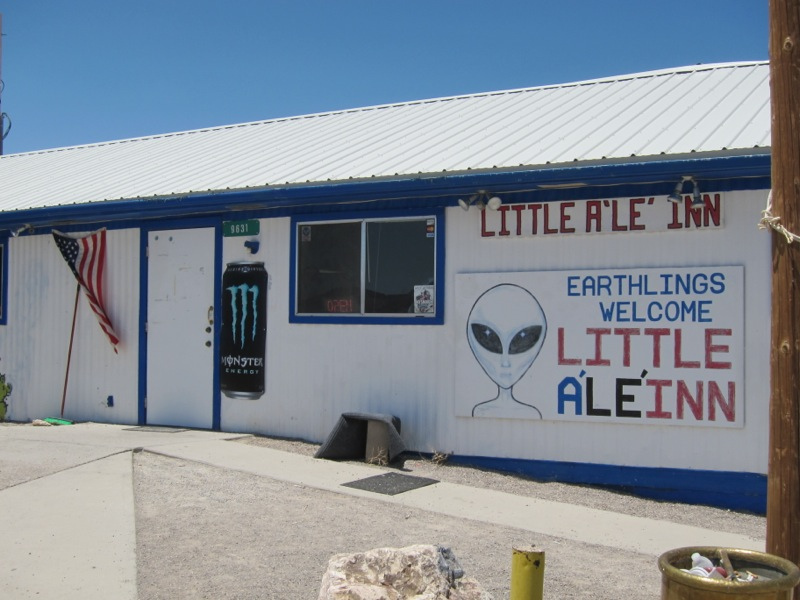 9631
LITTLE A'LE' INN
OPEN
MONSTER
ENERGY
EARTHLINGS
WELCOME
LITTLE
A'LE'INN